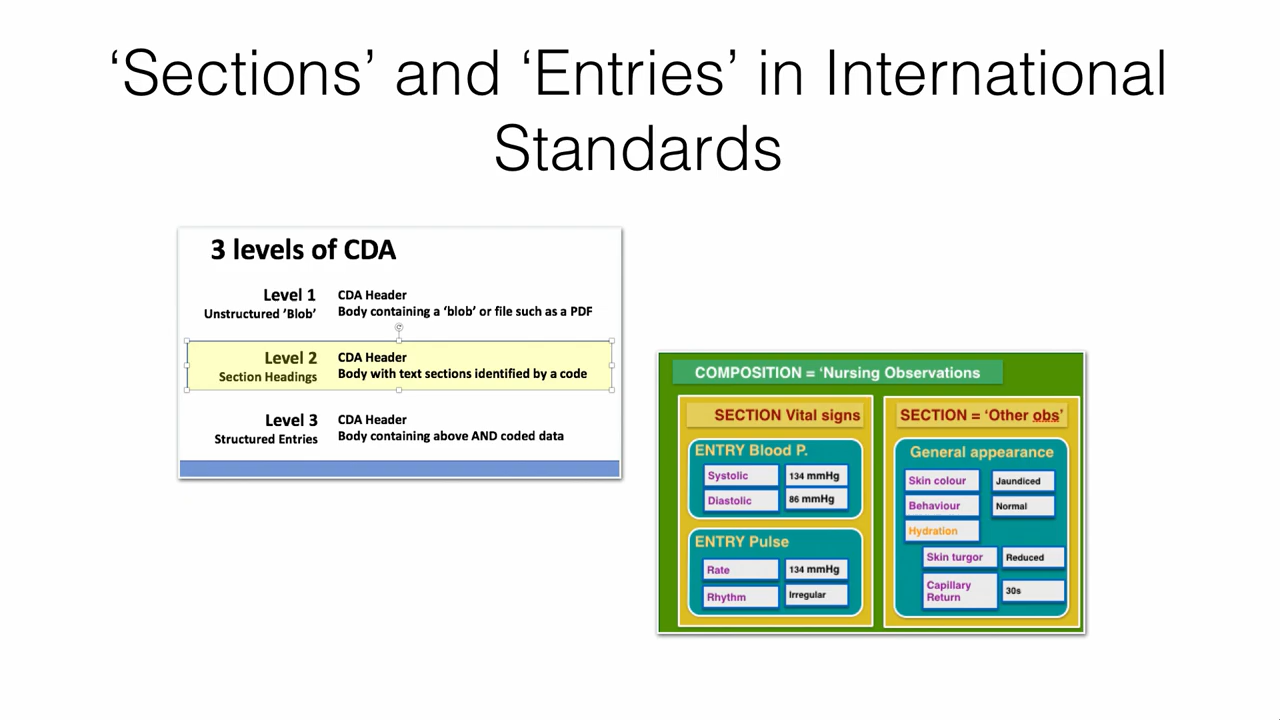 ‘Sections’ and ‘Entries’ in International
Standards
3 levels of CDA
Level 1
Unstructured ’Blob’
CDA Header
Body containing a ‘blob’ or file such as a PDF
Level 2
Section Headings
CDA Header
Body with text sections identified by a code
Level 3
Structured Entries
CDA Header
Body containing above AND coded data
COMPOSITION = ‘Nursing Observations
SECTION Vital signs
ENTRY Blood P.
Systolic 134 mmHg
Diastolic 86 mmHg
ENTRY Pulse
Rate 134 mmHg
Rhythm Irregular
SECTION = ‘Other obs’
General appearance
Skin colour Jaundiced
Behaviour Normal
Hydration
Skin turgor Reduced
Capillary
Return 30s